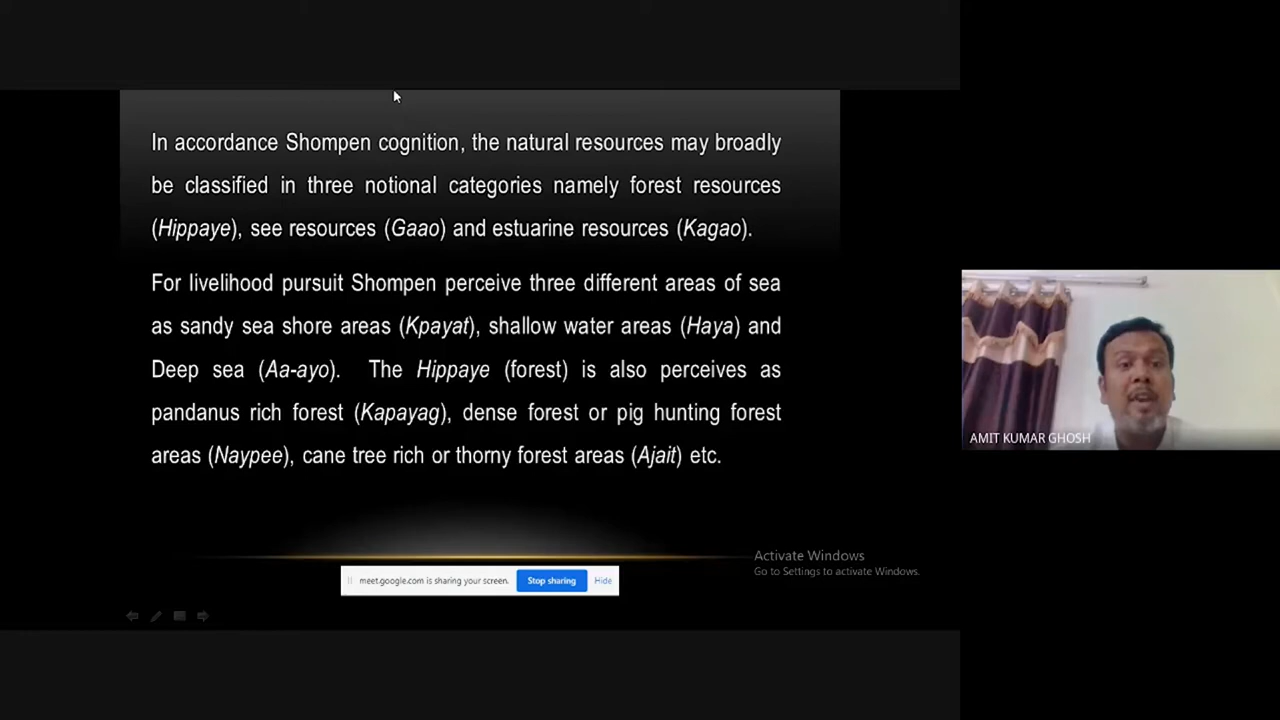 In accordance Shompen cognition, the natural resources may broadly
be classified in three notional categories namely forest resources
(Hippaye), see resources (Gaao) and estuarine resources (Kagao).
For livelihood pursuit Shompen perceive three different areas of sea
as sandy sea shore areas (Kpayat), shallow water areas (Haya) and
Deep sea (Aa-ayo). The Hippaye (forest) is also perceives as
pandanus rich forest (Kapayag), dense forest or pig hunting forest
areas (Naypee), cane tree rich or thorny forest areas (Ajait) etc.
AMIT KUMAR GHOSH
Activate Windows
Go to Settings to activate Windows.
meet.google.com is sharing your screen. Stop sharing Hide